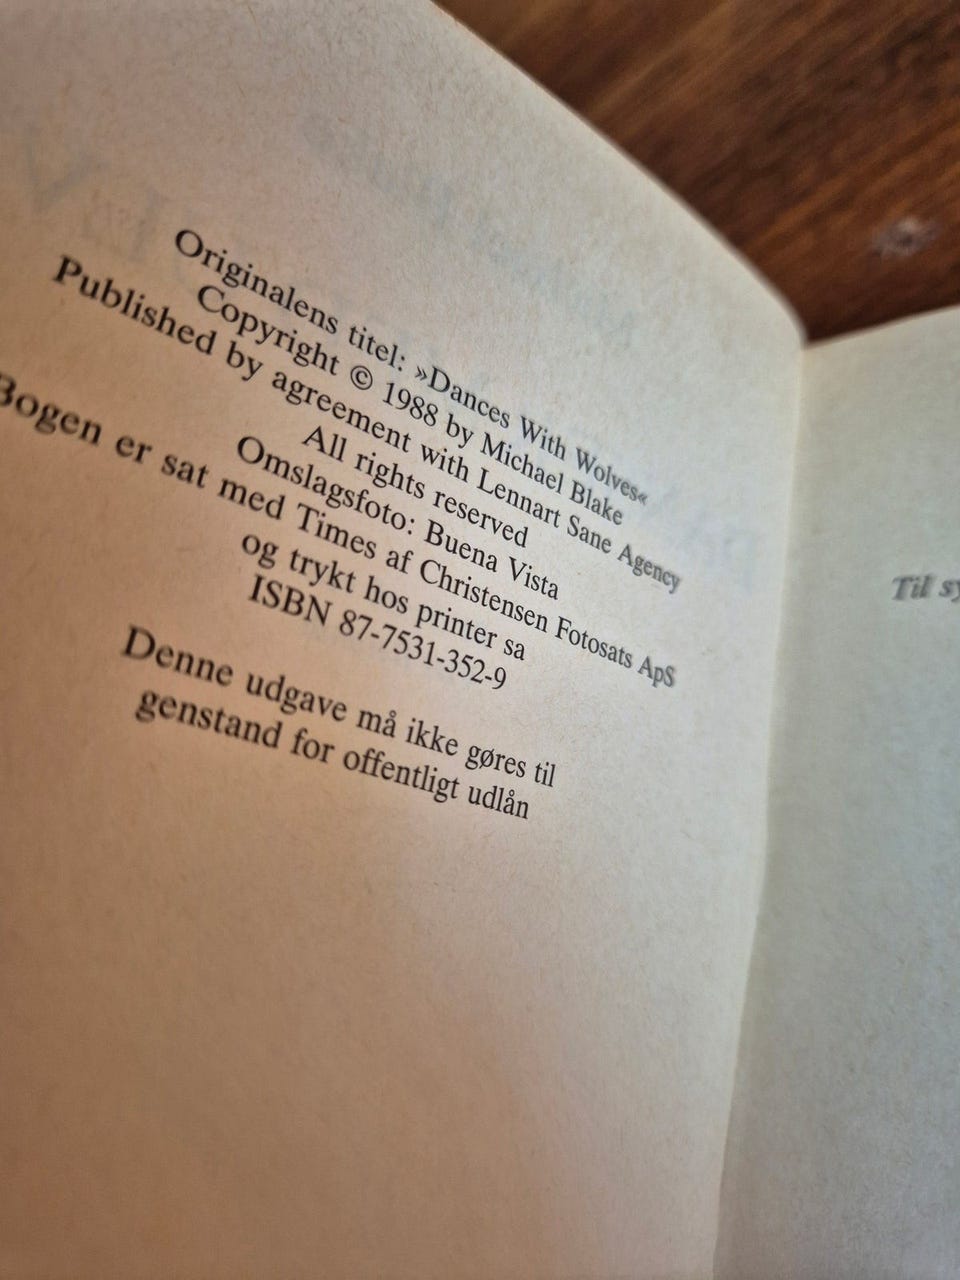 Originalens titel: »Dances With Wolves«
Copyright © 1988 by Michael Blake
Published by agreement with Lennart Sane Agency
All rights reserved
Omslagsfoto: Buena Vista
Bogen er sat med Times af Christensen Fotosats ApS
og trykt hos printer sa
ISBN 87-7531-352-9
Denne udgave må ikke gøres til
genstand for offentligt udlån
Til